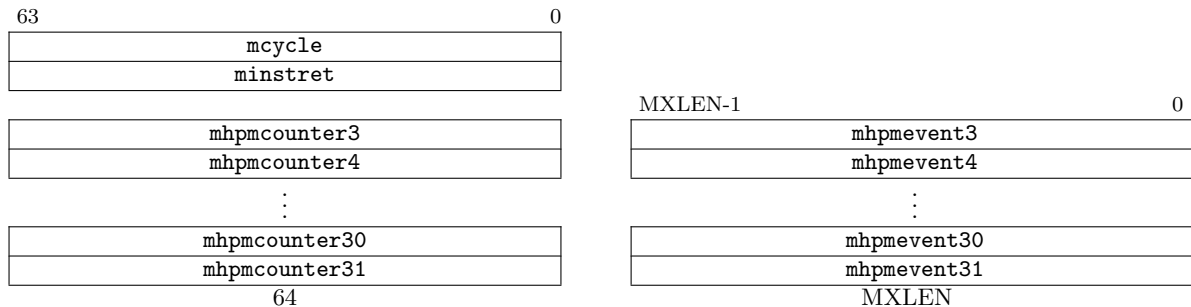 63 0
mcycle
minstret
MXLEN-1 0
mhpmcounter3 mhpmevent3
mhpmcounter4 mhpmevent4
⋮ ⋮
mhpmcounter30 mhpmevent30
mhpmcounter31 mhpmevent31
64 MXLEN